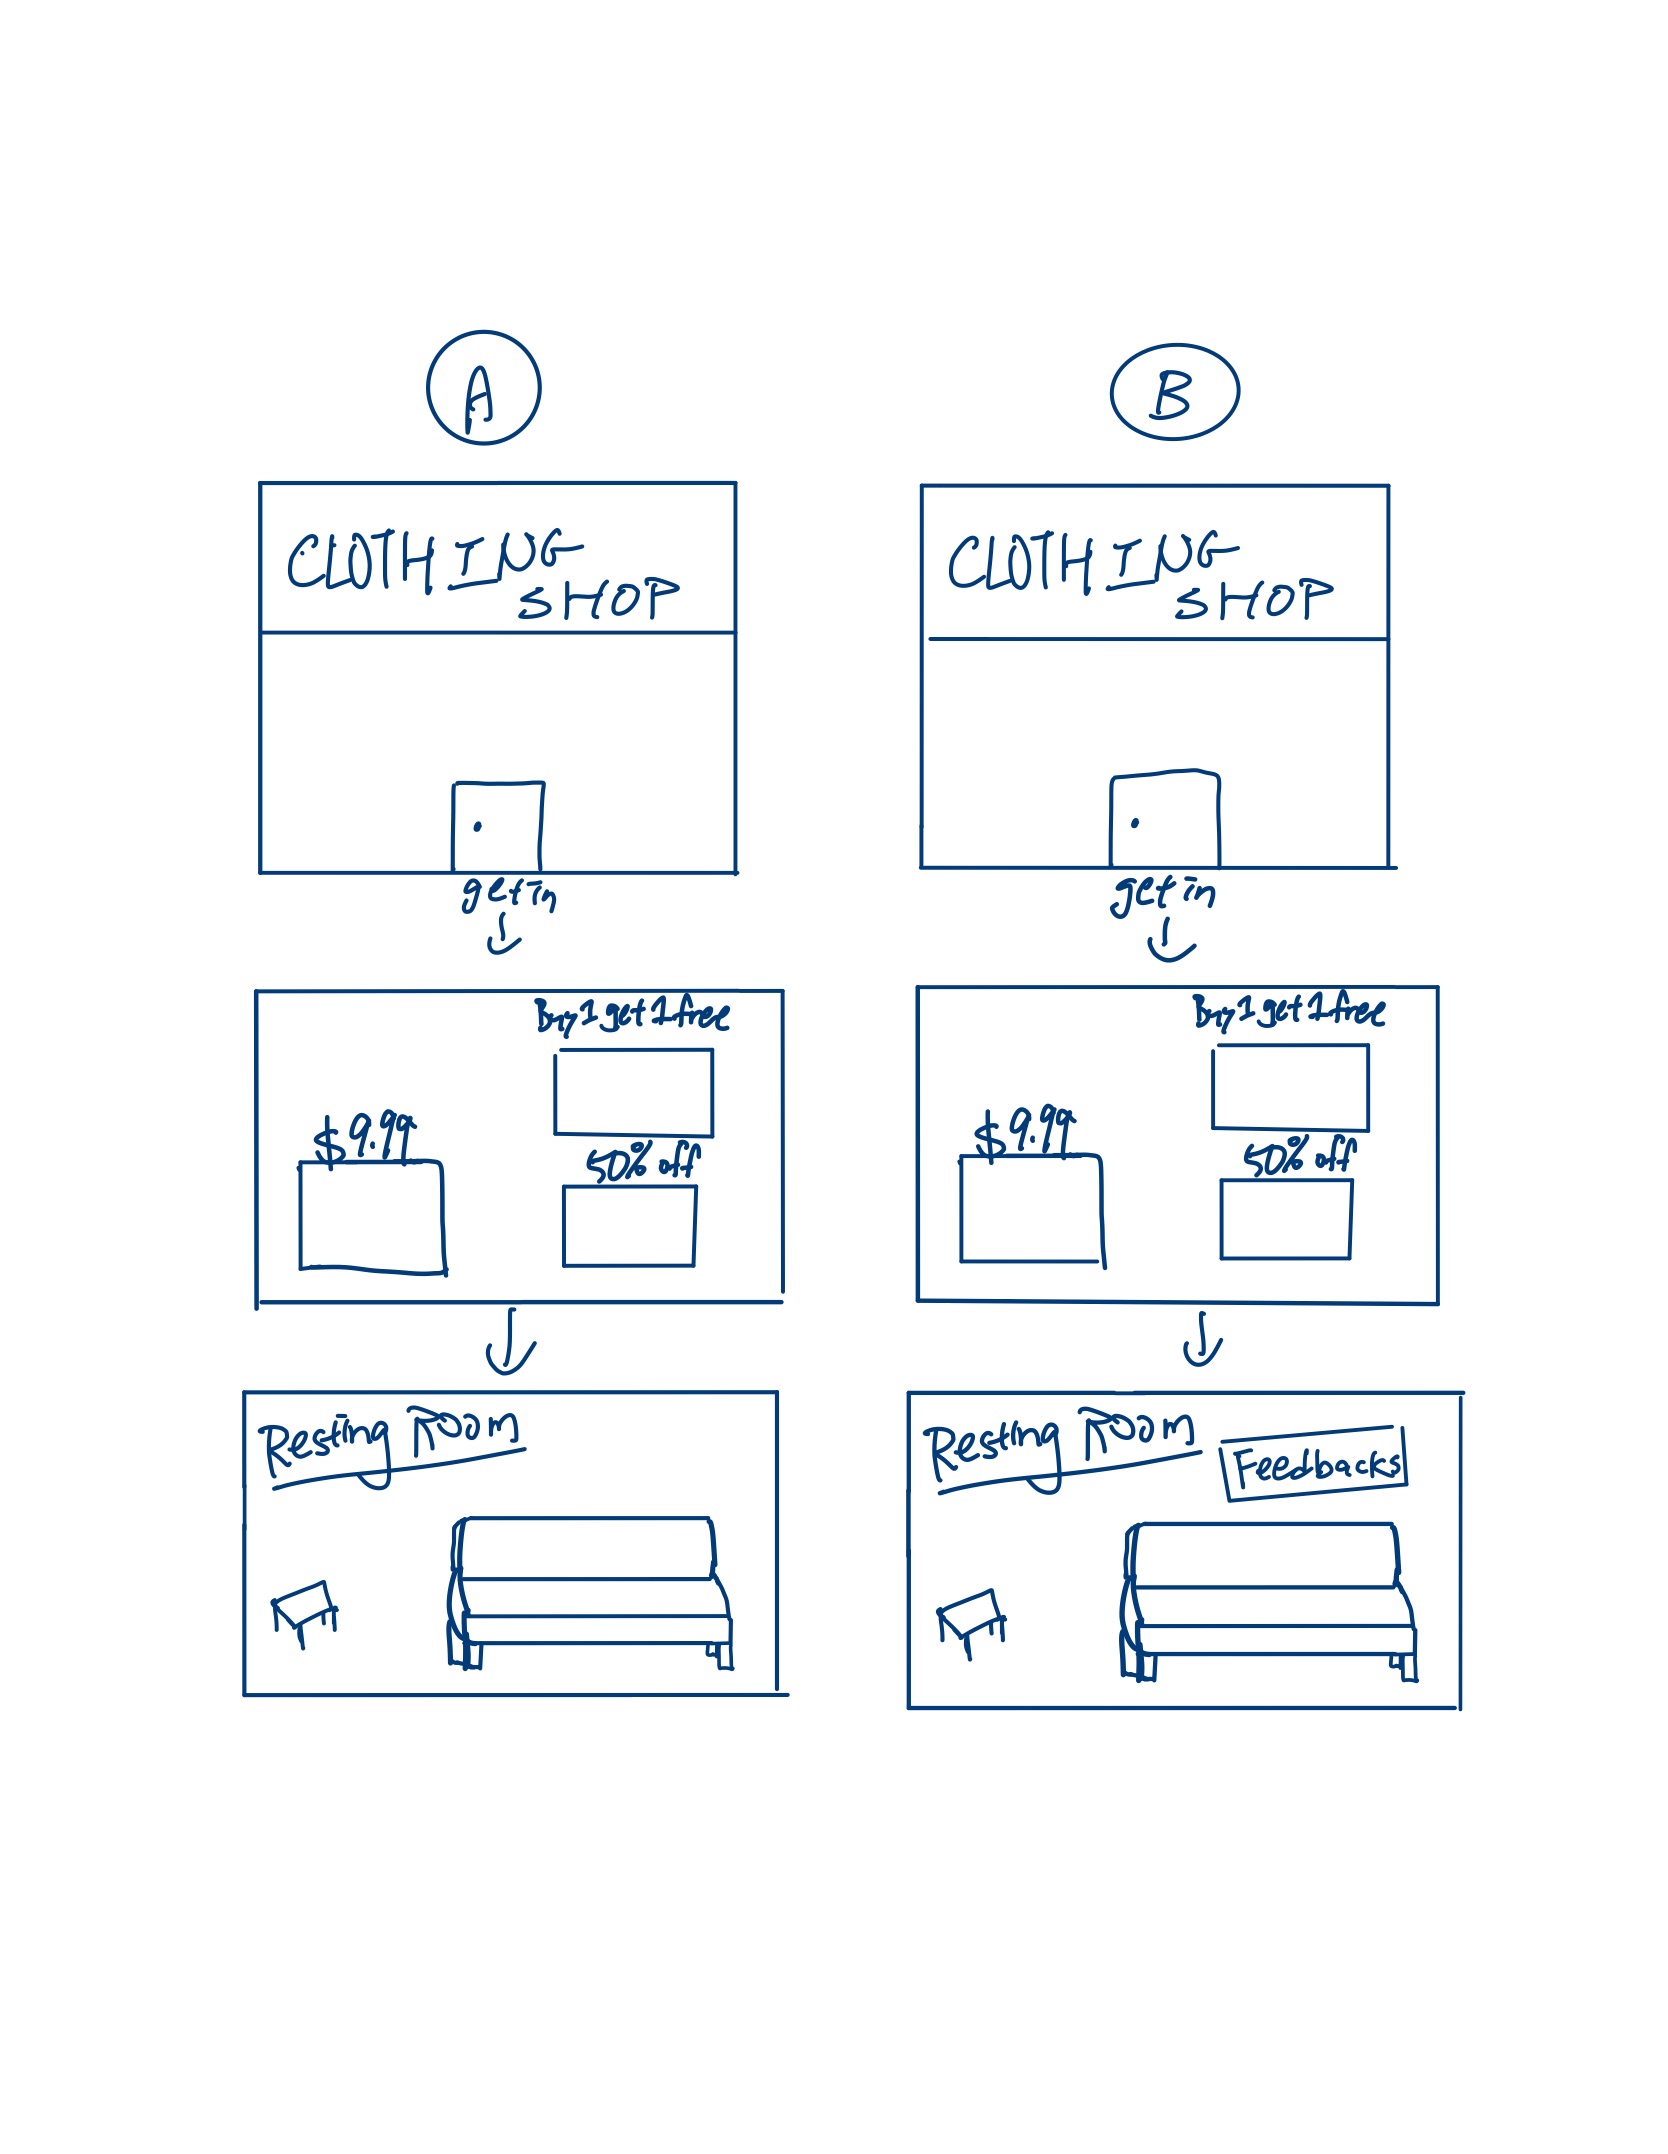 A
CLOTHING
SHOP
get in
Buy 1 get 1 free
$9.99
50% off
Resting Room
B
CLOTHING
SHOP
get in
Buy 1 get 1 free
$9.99
50% off
Resting Room
Feedbacks